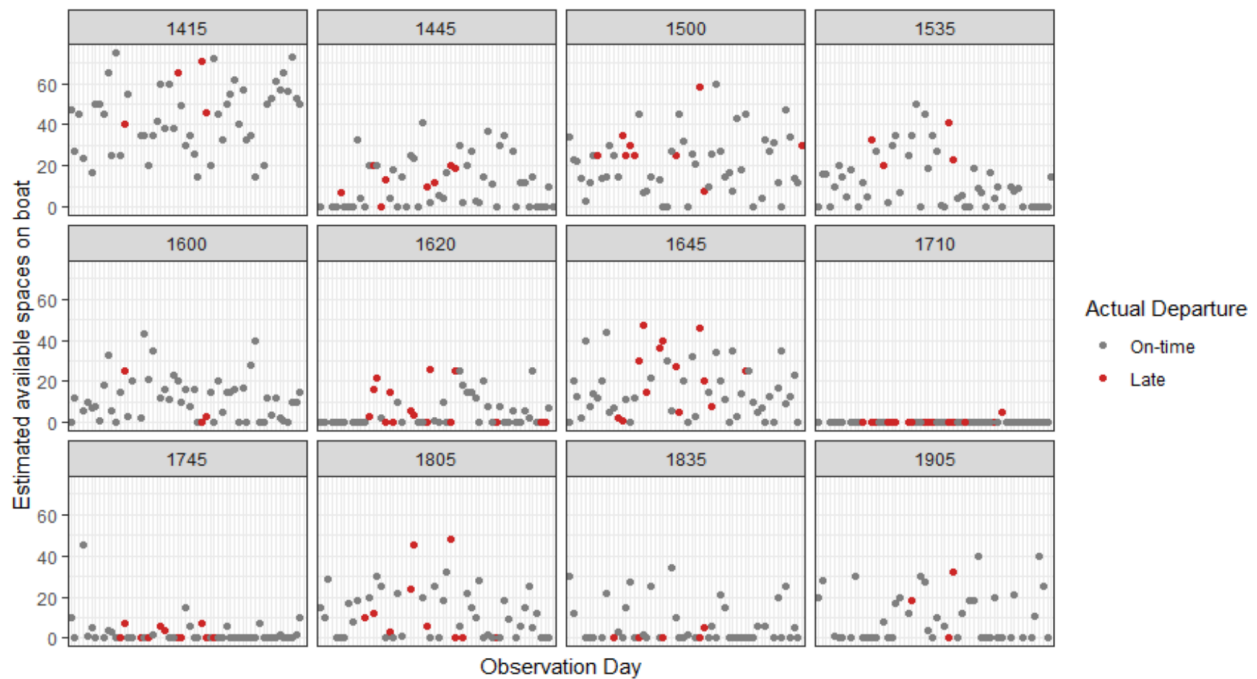 1415 1445 1500 1535
60
40
20
0
1600 1620 1645 1710
60
40
20
0
1745 1805 1835 1905
60
40
20
0
Estimated available spaces on boat
Observation Day
Actual Departure
On-time
Late